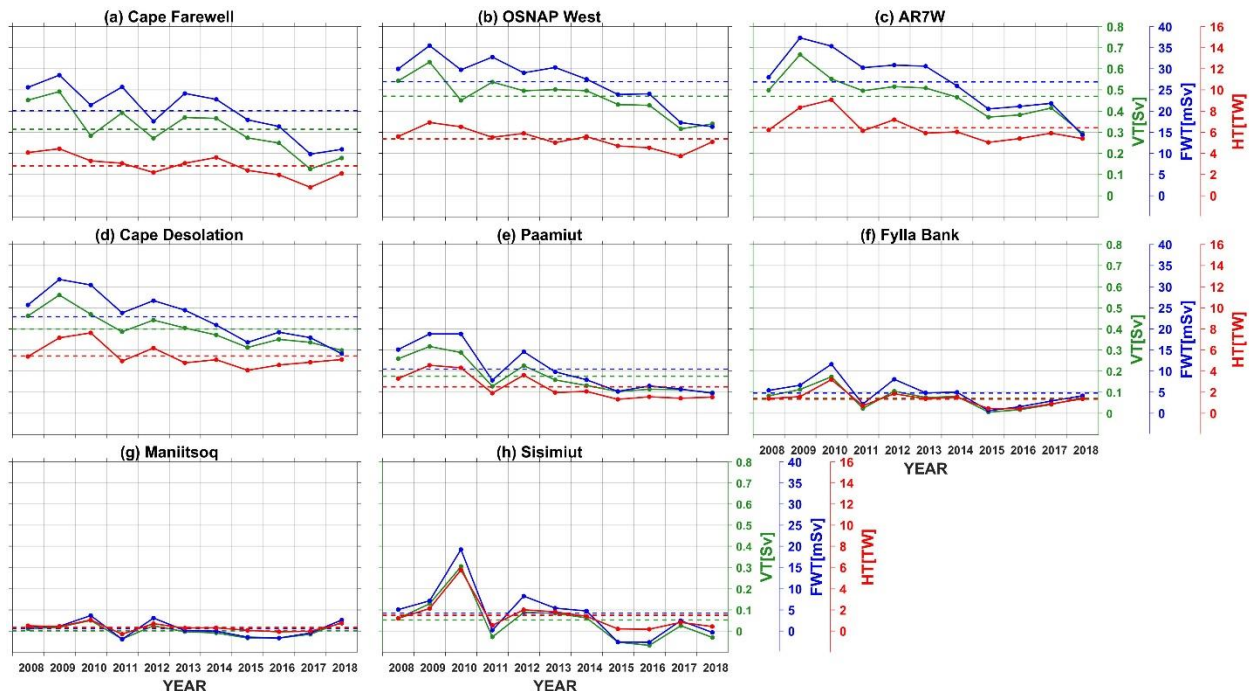 (a) Cape Farewell
(b) OSNAP West
(c) AR7W
0.8 40 16
0.7 35 14
0.6 30 12
0.5 25 10
0.4 20 8
0.3 15 6
0.2 10 4
0.1 5 2
0 0 0
VT[Sv]
FWT[mSv]
HT[TW]
(d) Cape Desolation
(e) Paamiut
(f) Fylla Bank
0.8 40 16
0.7 35 14
0.6 30 12
0.5 25 10
0.4 20 8
0.3 15 6
0.2 10 4
0.1 5 2
0 0 0
VT[Sv]
FWT[mSv]
HT[TW]
2008 2009 2010 2011 2012 2013 2014 2015 2016 2017 2018
YEAR
(g) Maniitsoq
(h) Sisimiut
0.8 40 16
0.7 35 14
0.6 30 12
0.5 25 10
0.4 20 8
0.3 15 6
0.2 10 4
0.1 5 2
0 0 0
VT[Sv]
FWT[mSv]
HT[TW]
2008 2009 2010 2011 2012 2013 2014 2015 2016 2017 2018
YEAR
2008 2009 2010 2011 2012 2013 2014 2015 2016 2017 2018
YEAR